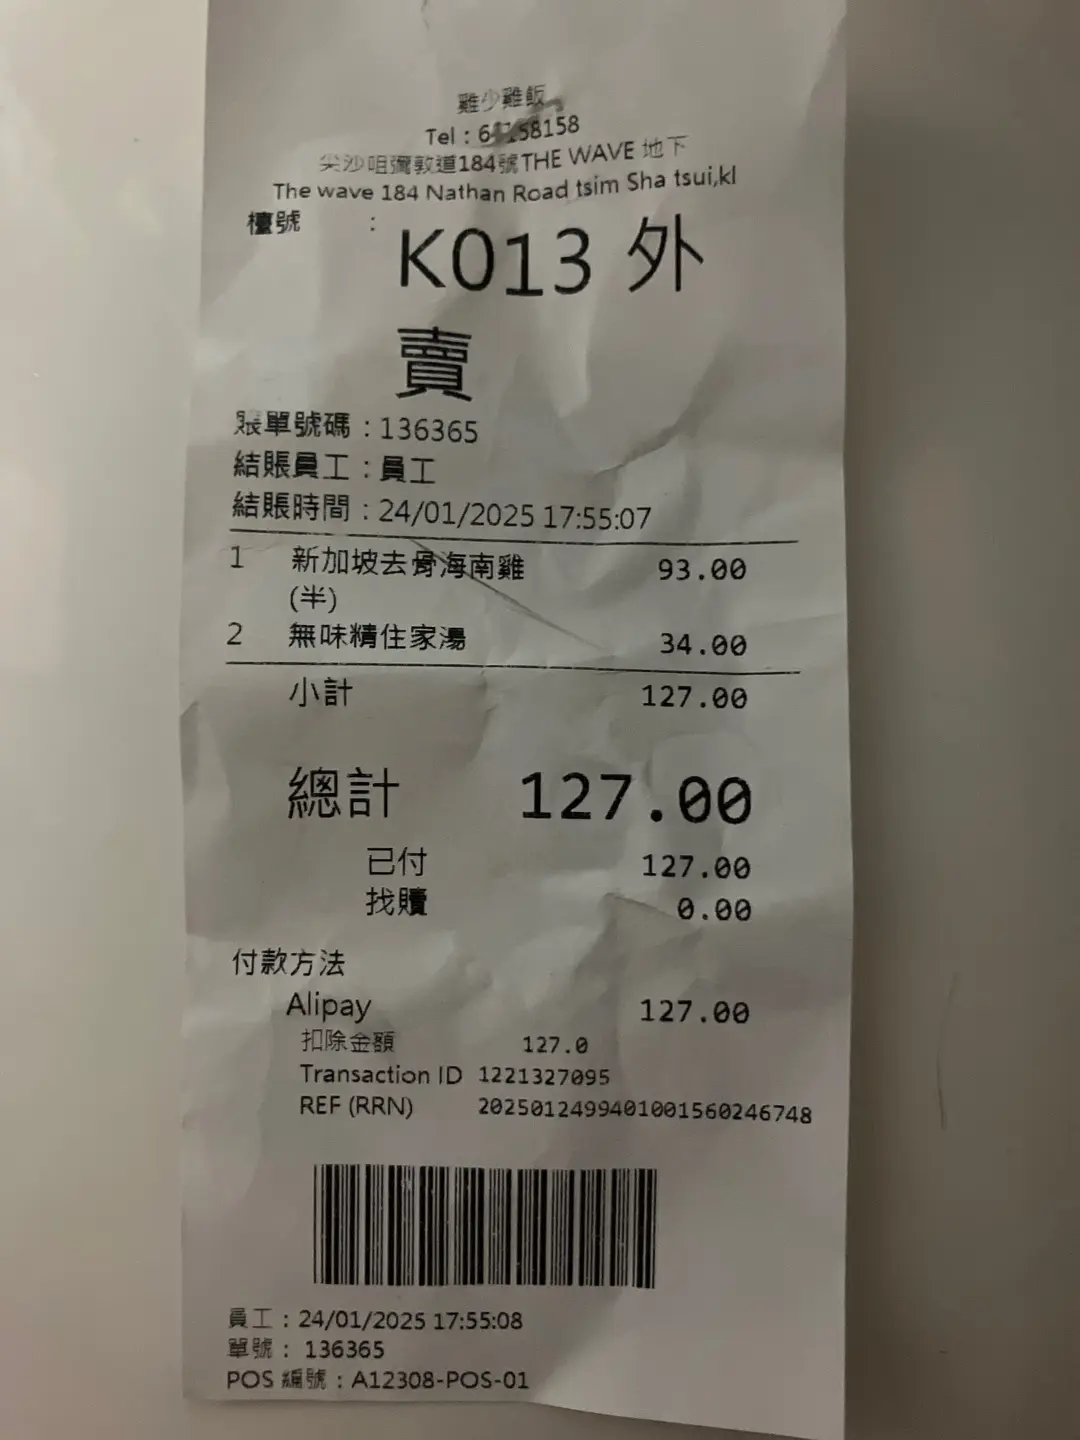 雞少雞飯
Tel : 58158
尖沙咀彌敦道184號THE WAVE 地下
The wave 184 Nathan Road tsim Sha tsui,kl
檯號 : K013 外
賣
賬單號碼 : 136365
結賬員工 : 員工
結賬時間 : 24/01/2025 17:55:07
1 新加坡去骨海南雞 93.00
(半)
2 無味精住家湯 34.00
小計 127.00
總計 127.00
已付 127.00
找贖 0.00
付款方法
Alipay 127.00
扣除金額 127.0
Transaction ID 1221327095
REF (RRN) 2025012499401001560246748
員工 : 24/01/2025 17:55:08
單號 : 136365
POS 編號 : A12308-POS-01